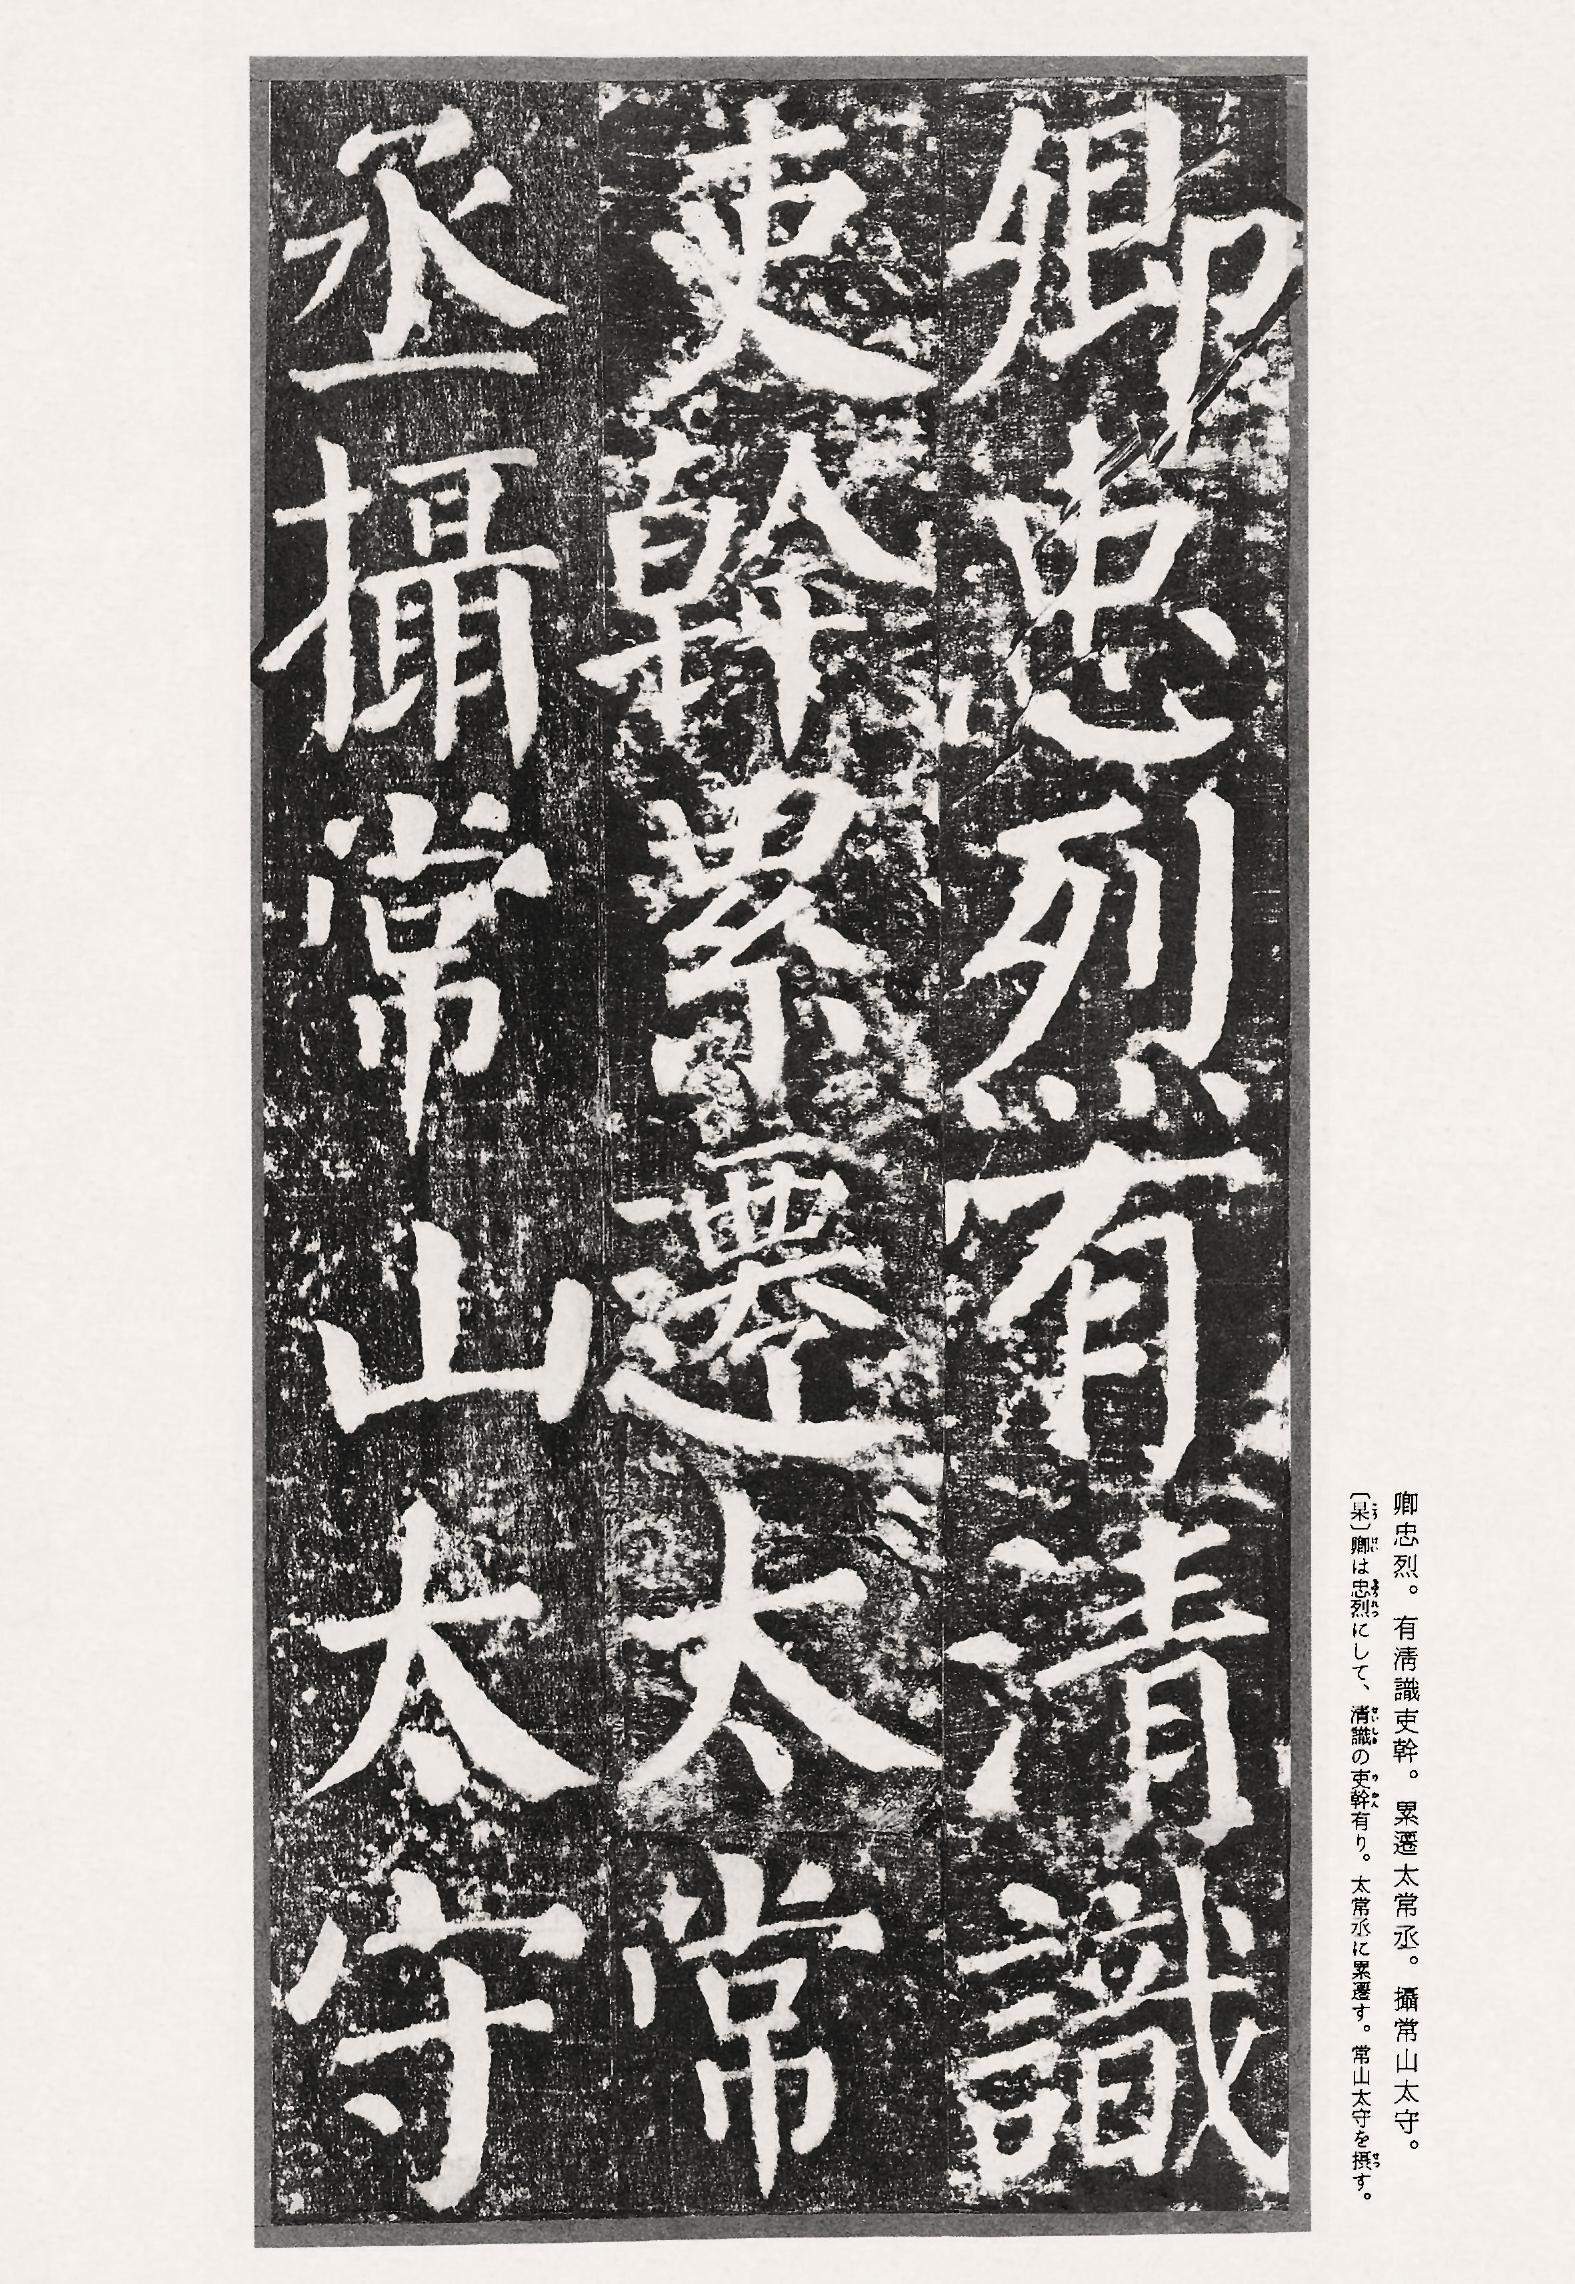 卿忠烈。有清識吏幹。累遷太常丞。攝常山太守。
〔杲〕卿は忠烈にして、清識の吏幹有り。太常丞に累遷す。常山太守を摂す。
卿忠烈有清識
吏幹累遷太常
丞攝常山太守